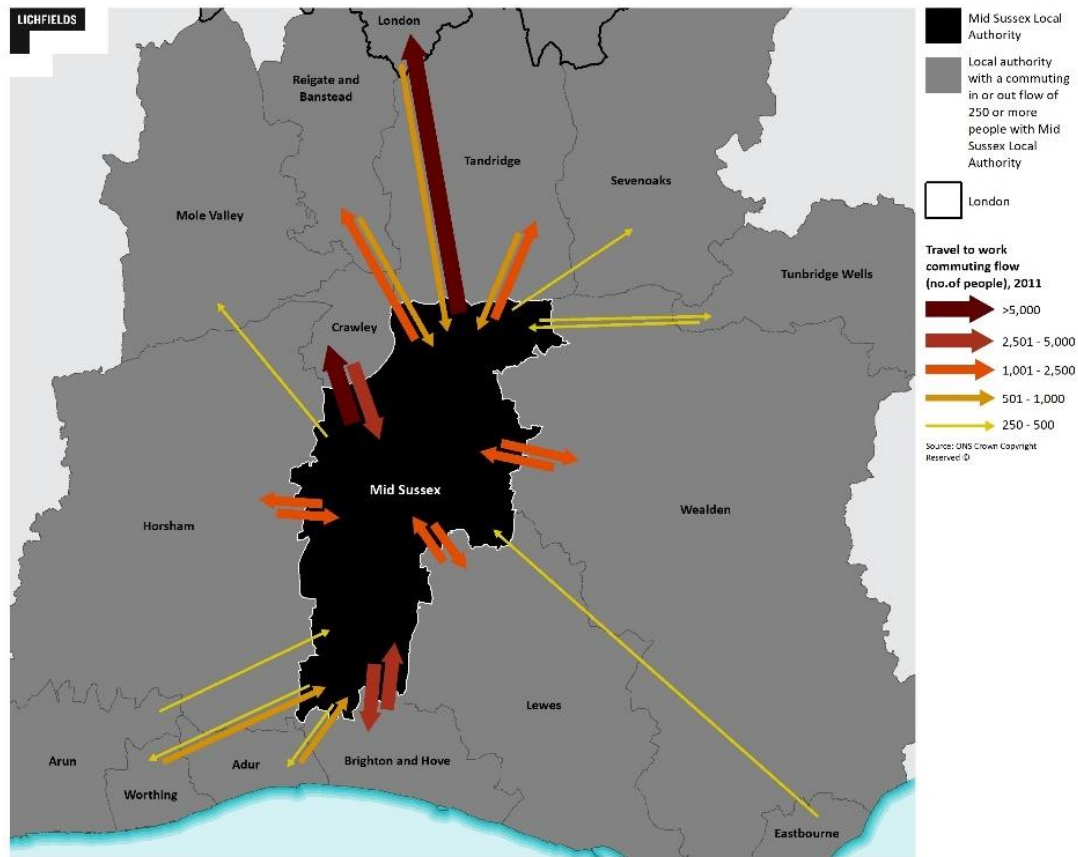 LICHFIELDS
London
Reigate and
Banstead
Tandridge
Sevenoaks
Mole Valley
Tunbridge Wells
Crawley
Mid Sussex
Horsham
Wealden
Lewes
Arun
Adur
Brighton and Hove
Worthing
Eastbourne
Mid Sussex Local
Authority
Local authority
with a commuting
in or out flow of
250 or more
people with Mid
Sussex Local
Authority
London
Travel to work
commuting flow
(no.of people), 2011
>5,000
2,501 - 5,000
1,001 - 2,500
501 - 1,000
250 - 500
Source: ONS Crown Copyright
Reserved ©